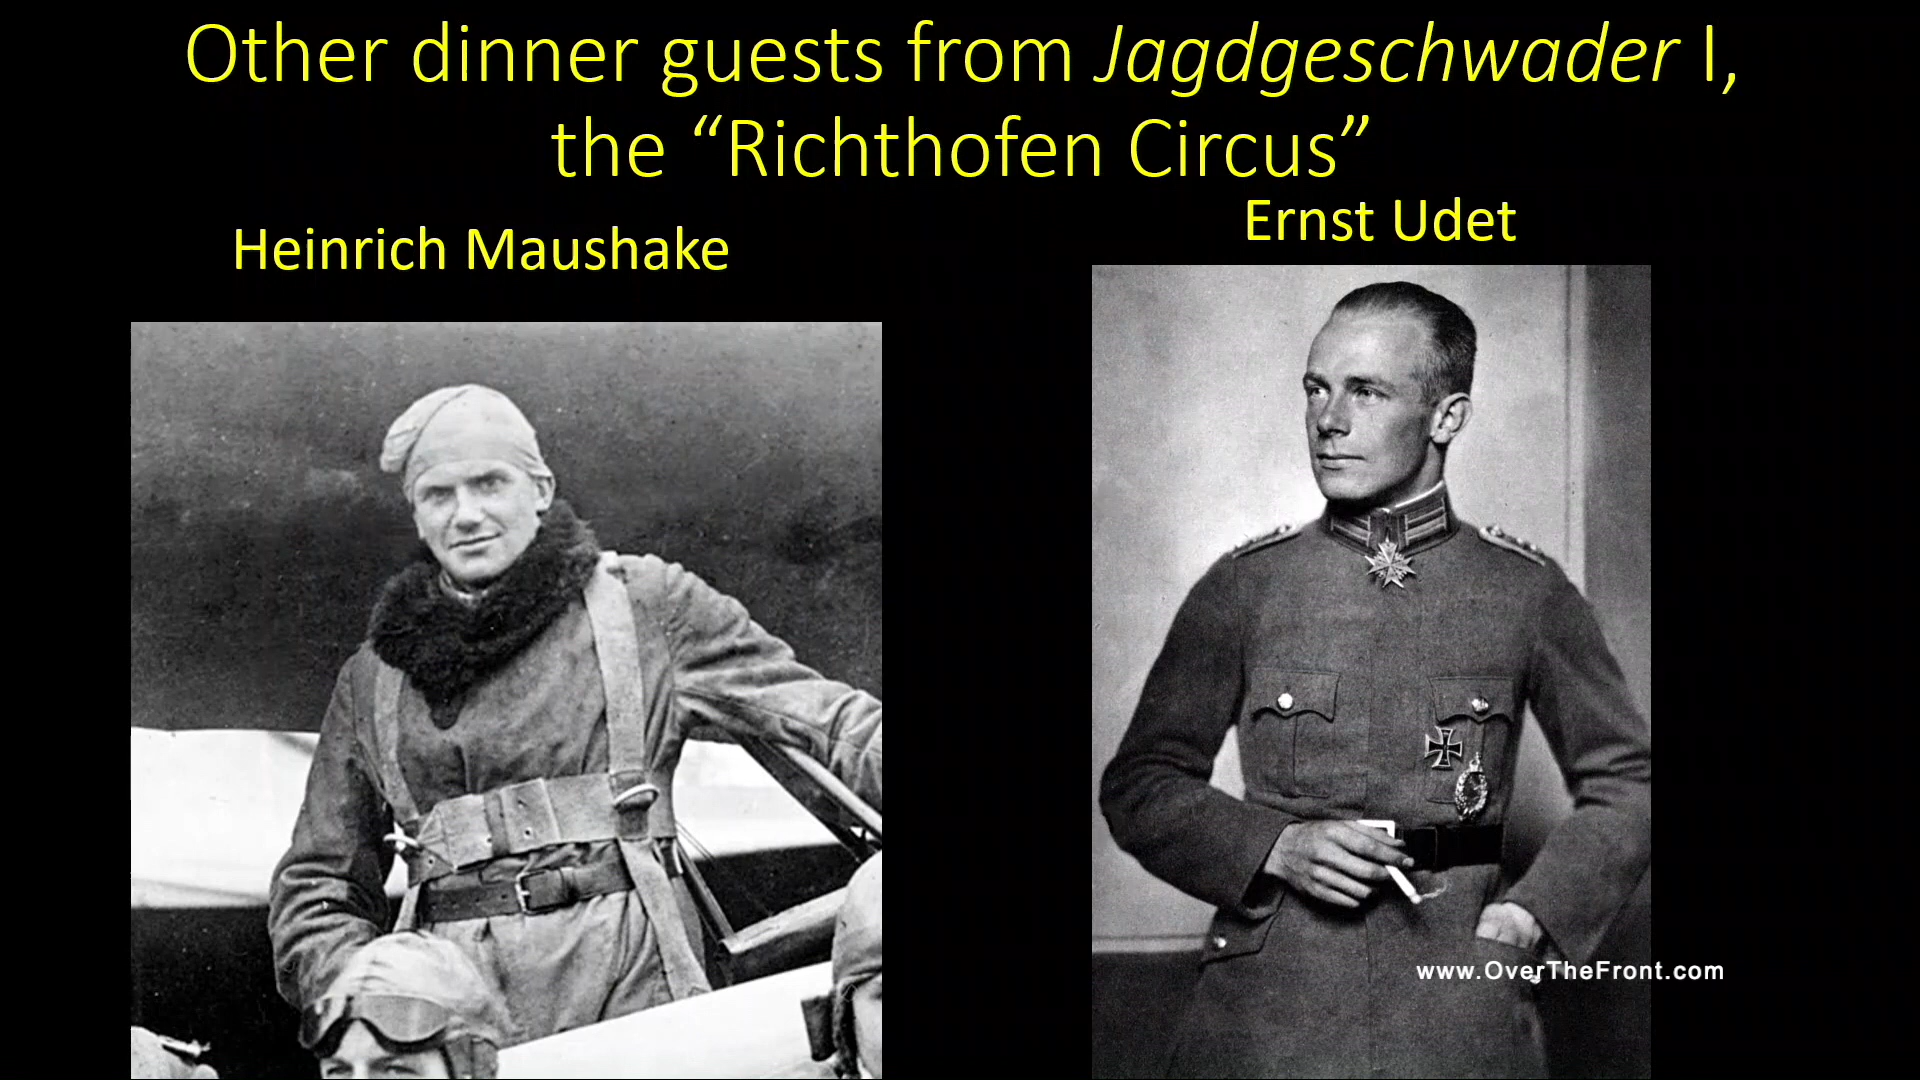 Other dinner guests from Jagdgeschwader I,
the “Richthofen Circus”
Heinrich Maushake
Ernst Udet
www.OverTheFront.com